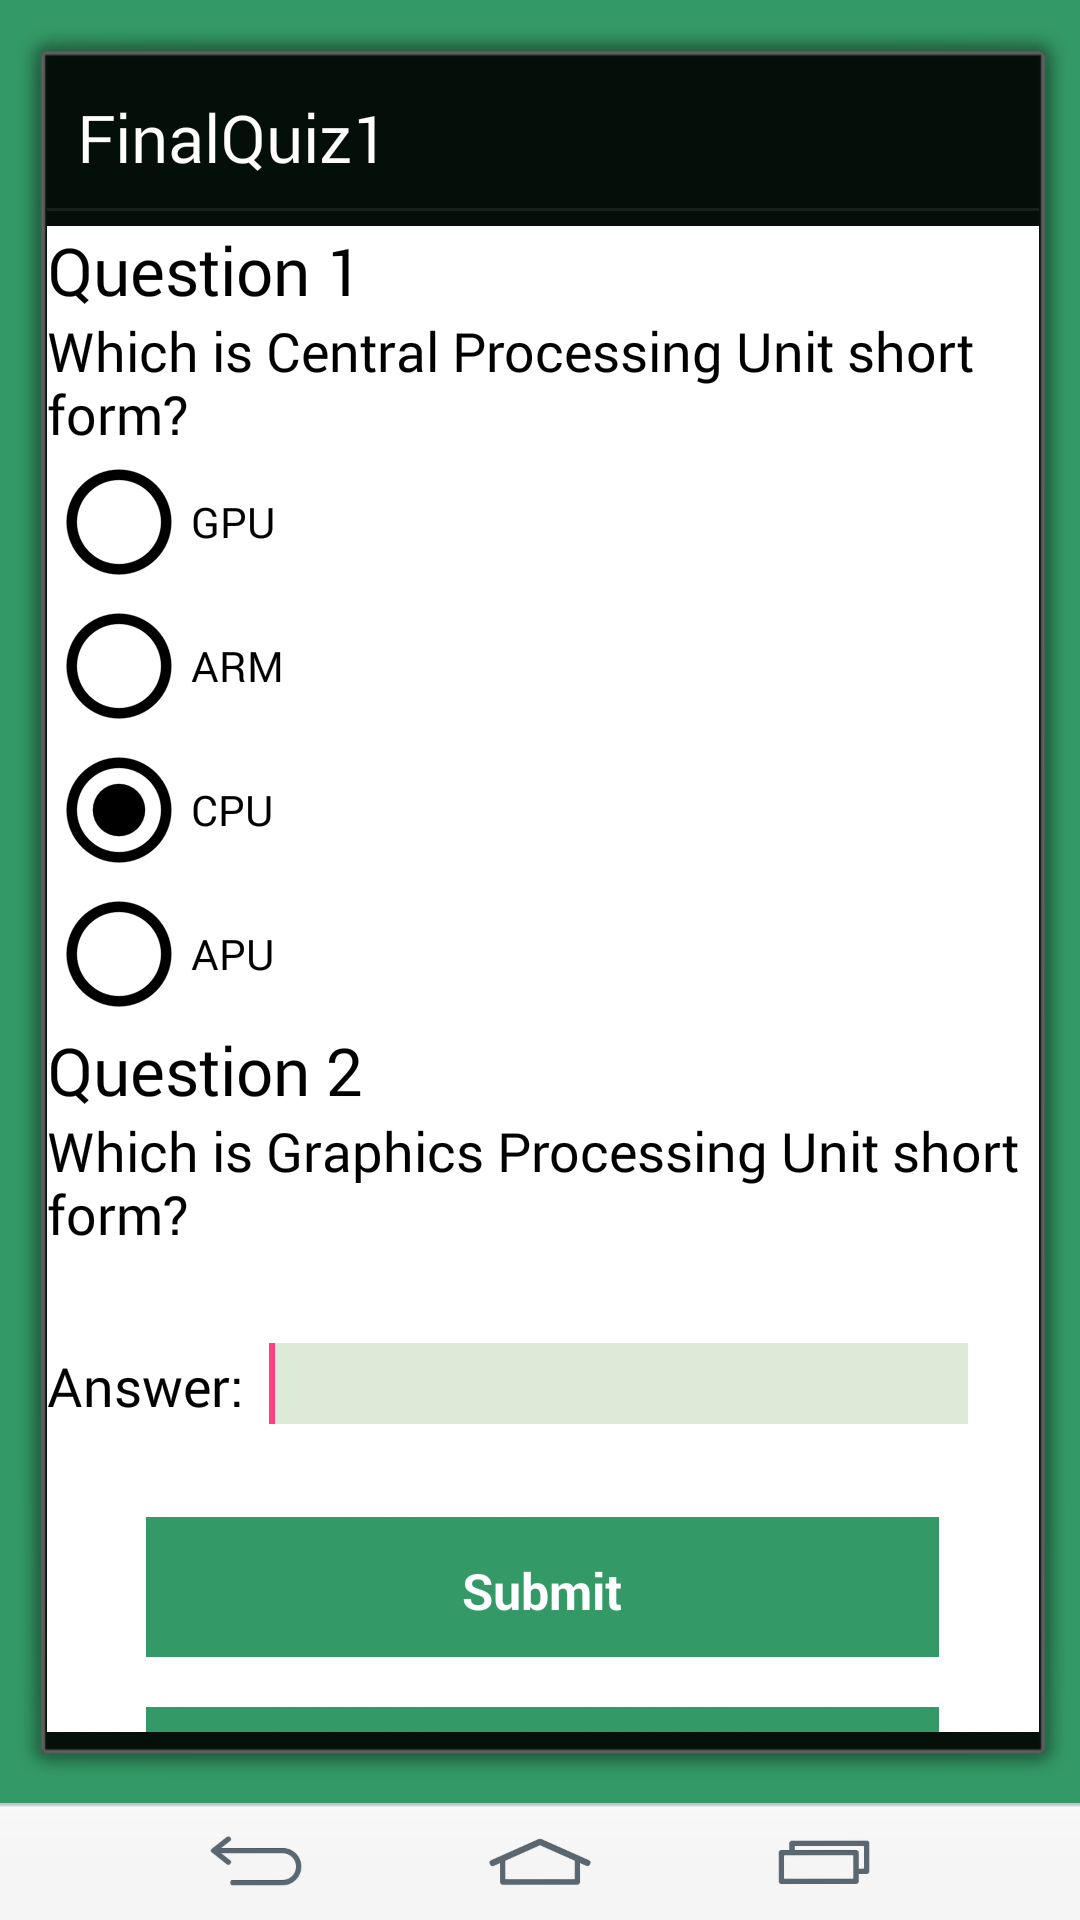 FinalQuiz1
Question 1
Which is Central Processing Unit short
form?
GPU
ARM
CPU
APU
Question 2
Which is Graphics Processing Unit short
form?
Answer:
Submit